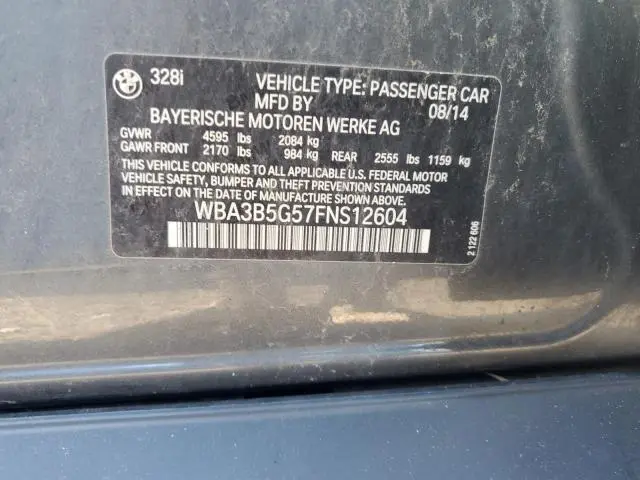 328i VEHICLE TYPE: PASSENGER CAR
MFD BY 08/14
BAYERISCHE MOTOREN WERKE AG
GVWR 4595 lbs 2084 kg
GAWR FRONT 2170 lbs 984 kg REAR 2555 lbs 1159 kg
THIS VEHICLE CONFORMS TO ALL APPLICABLE U.S. FEDERAL MOTOR
VEHICLE SAFETY, BUMPER AND THEFT PREVENTION STANDARDS
IN EFFECT ON THE DATE OF MANUFACTURE SHOWN ABOVE.
WBA3B5G57FNS12604
2 122 606